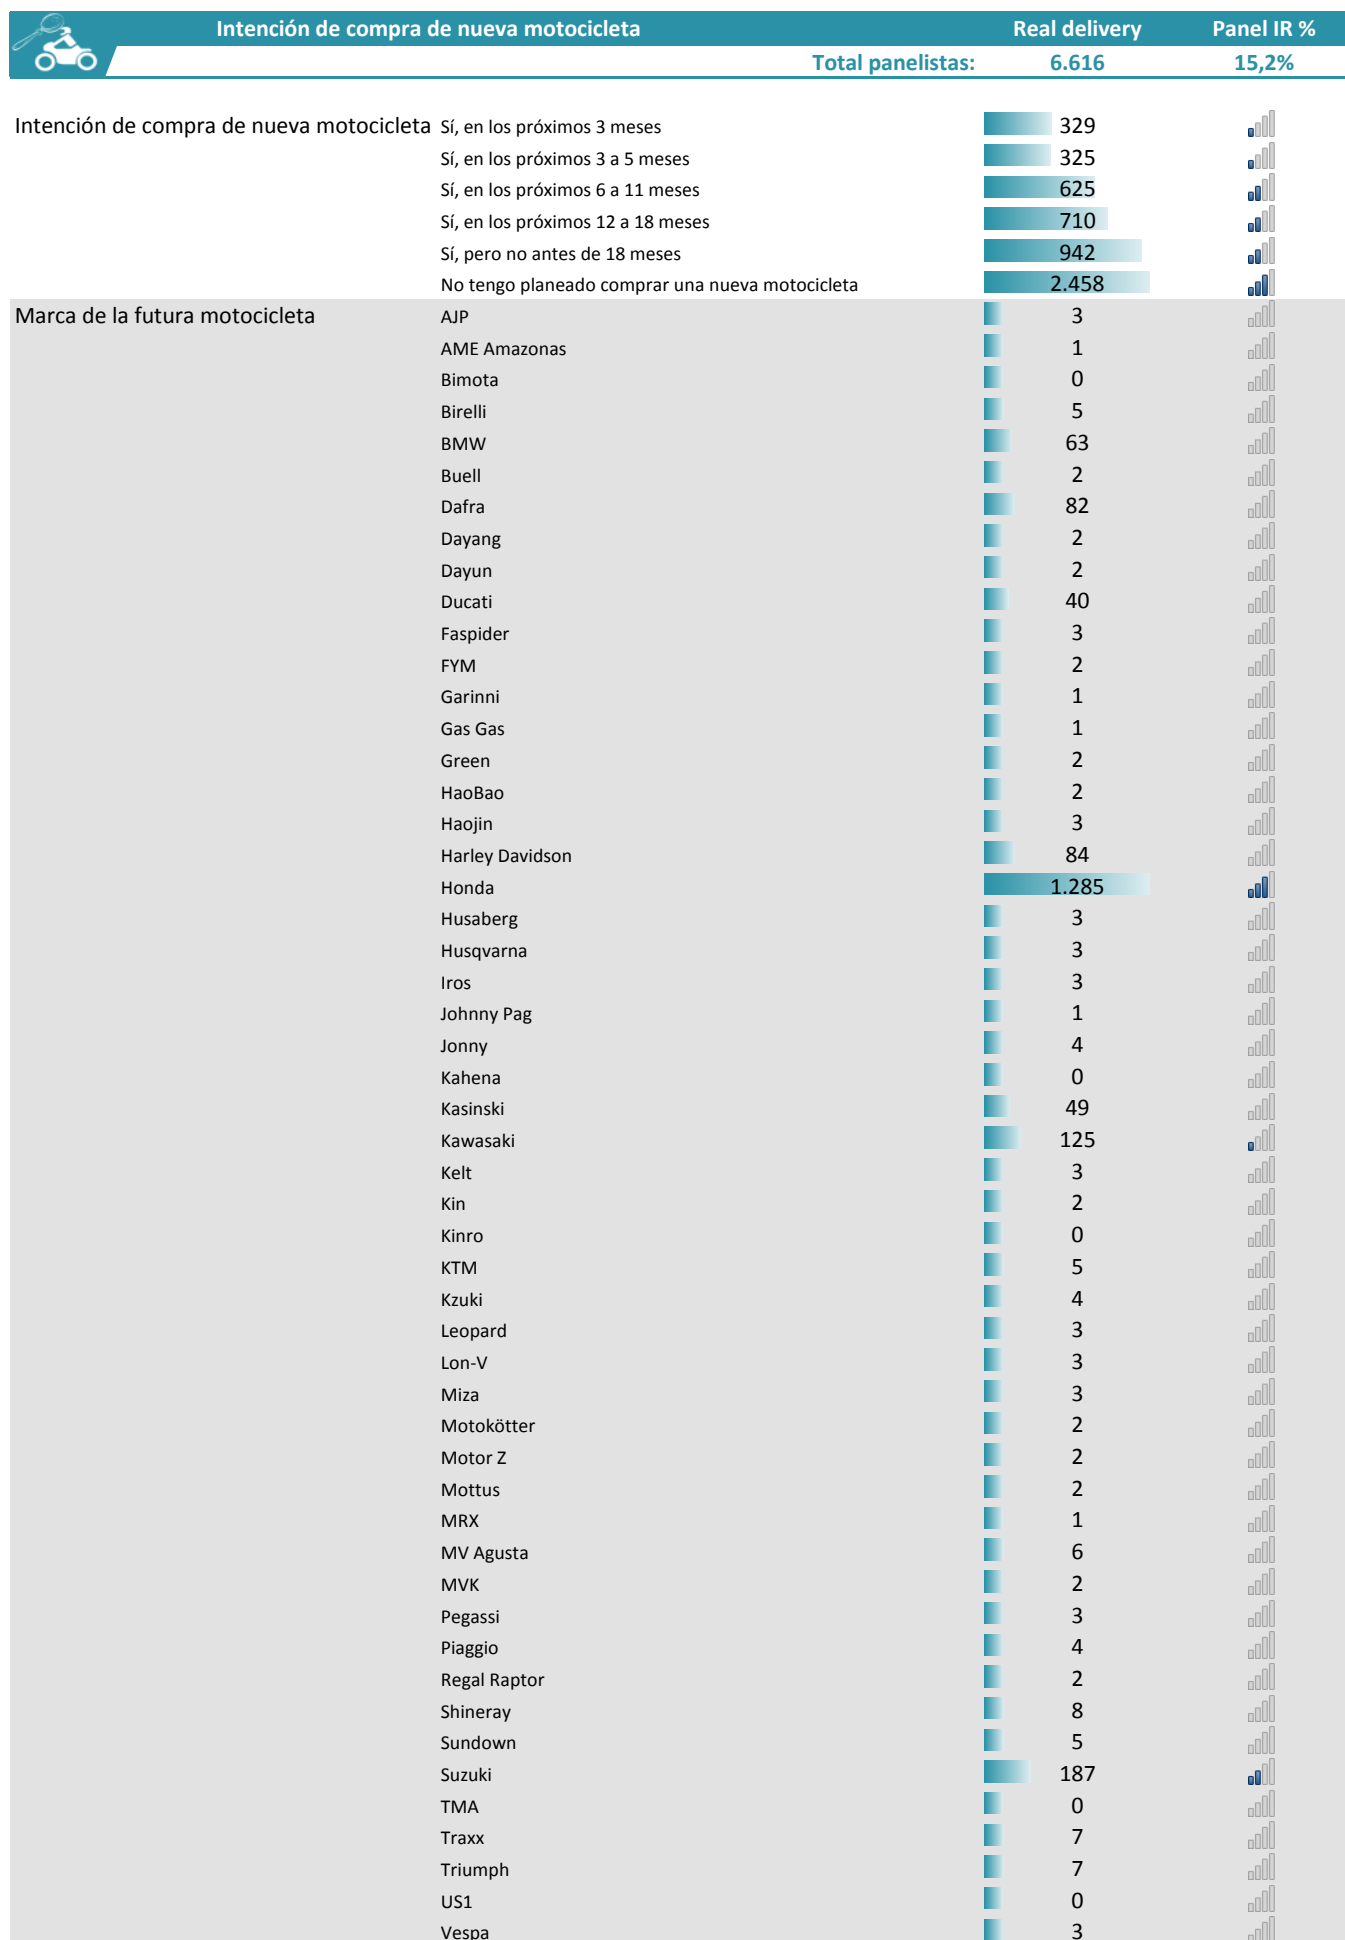 Intención de compra de nueva motocicleta Real delivery Panel IR %
Total panelistas: 6.616 15,2%
Intención de compra de nueva motocicleta Sí, en los próximos 3 meses 329
Sí, en los próximos 3 a 5 meses 325
Sí, en los próximos 6 a 11 meses 625
Sí, en los próximos 12 a 18 meses 710
Sí, pero no antes de 18 meses 942
No tengo planeado comprar una nueva motocicleta 2.458
Marca de la futura motocicleta AJP 3
AME Amazonas 1
Bimota 0
Birelli 5
BMW 63
Buell 2
Dafra 82
Dayang 2
Dayun 2
Ducati 40
Faspider 3
FYM 2
Garinni 1
Gas Gas 1
Green 2
HaoBao 2
Haojin 3
Harley Davidson 84
Honda 1.285
Husaberg 3
Husqvarna 3
Iros 3
Johnny Pag 1
Jonny 4
Kahena 0
Kasinski 49
Kawasaki 125
Kelt 3
Kin 2
Kinro 0
KTM 5
Kzuki 4
Leopard 3
Lon-V 3
Miza 3
Motokötter 2
Motor Z 2
Mottus 2
MRX 1
MV Agusta 6
MVK 2
Pegassi 3
Piaggio 4
Regal Raptor 2
Shineray 8
Sundown 5
Suzuki 187
TMA 0
Traxx 7
Triumph 7
US1 0
Vespa 3